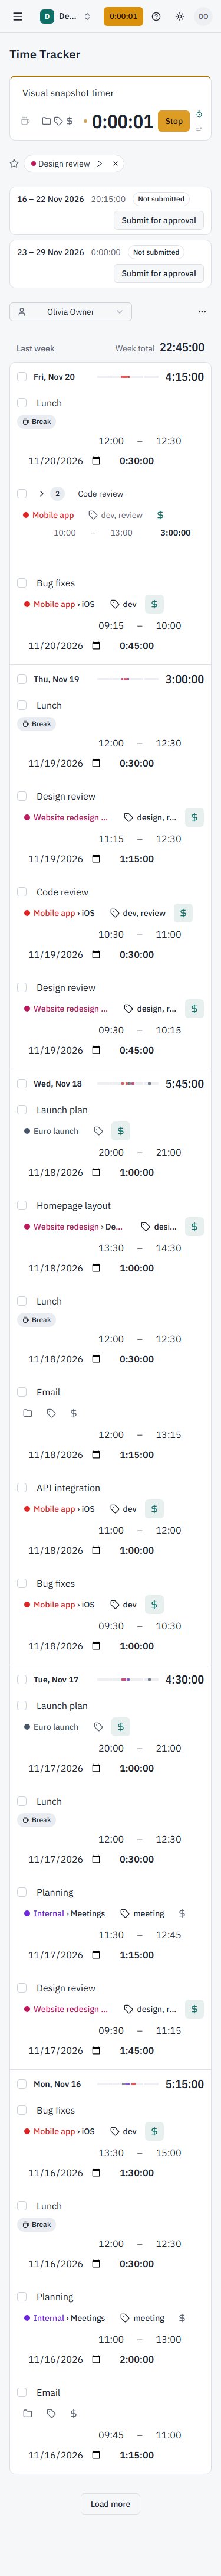 D De... 0:00:01 OO
Time Tracker
Visual snapshot timer
0:00:01 Stop
Design review
16 – 22 Nov 2026 20:15:00 Not submitted
Submit for approval
23 – 29 Nov 2026 0:00:00 Not submitted
Submit for approval
Olivia Owner
Last week Week total 22:45:00
Fri, Nov 20 4:15:00
Lunch
Break
12:00 – 12:30
11/20/2026 0:30:00
2 Code review
Mobile app dev, review $
10:00 – 13:00 3:00:00
Bug fixes
Mobile app › iOS dev $
09:15 – 10:00
11/20/2026 0:45:00
Thu, Nov 19 3:00:00
Lunch
Break
12:00 – 12:30
11/19/2026 0:30:00
Design review
Website redesign ... design, r... $
11:15 – 12:30
11/19/2026 1:15:00
Code review
Mobile app › iOS dev, review $
10:30 – 11:00
11/19/2026 0:30:00
Design review
Website redesign ... design, r... $
09:30 – 10:15
11/19/2026 0:45:00
Wed, Nov 18 5:45:00
Launch plan
Euro launch $
20:00 – 21:00
11/18/2026 1:00:00
Homepage layout
Website redesign › De... desi... $
13:30 – 14:30
11/18/2026 1:00:00
Lunch
Break
12:00 – 12:30
11/18/2026 0:30:00
Email
$
12:00 – 13:15
11/18/2026 1:15:00
API integration
Mobile app › iOS dev $
11:00 – 12:00
11/18/2026 1:00:00
Bug fixes
Mobile app › iOS dev $
09:30 – 10:30
11/18/2026 1:00:00
Tue, Nov 17 4:30:00
Launch plan
Euro launch $
20:00 – 21:00
11/17/2026 1:00:00
Lunch
Break
12:00 – 12:30
11/17/2026 0:30:00
Planning
Internal › Meetings meeting $
11:30 – 12:45
11/17/2026 1:15:00
Design review
Website redesign ... design, r... $
09:30 – 11:15
11/17/2026 1:45:00
Mon, Nov 16 5:15:00
Bug fixes
Mobile app › iOS dev $
13:30 – 15:00
11/16/2026 1:30:00
Lunch
Break
12:00 – 12:30
11/16/2026 0:30:00
Planning
Internal › Meetings meeting $
11:00 – 13:00
11/16/2026 2:00:00
Email
$
09:45 – 11:00
11/16/2026 1:15:00
Load more